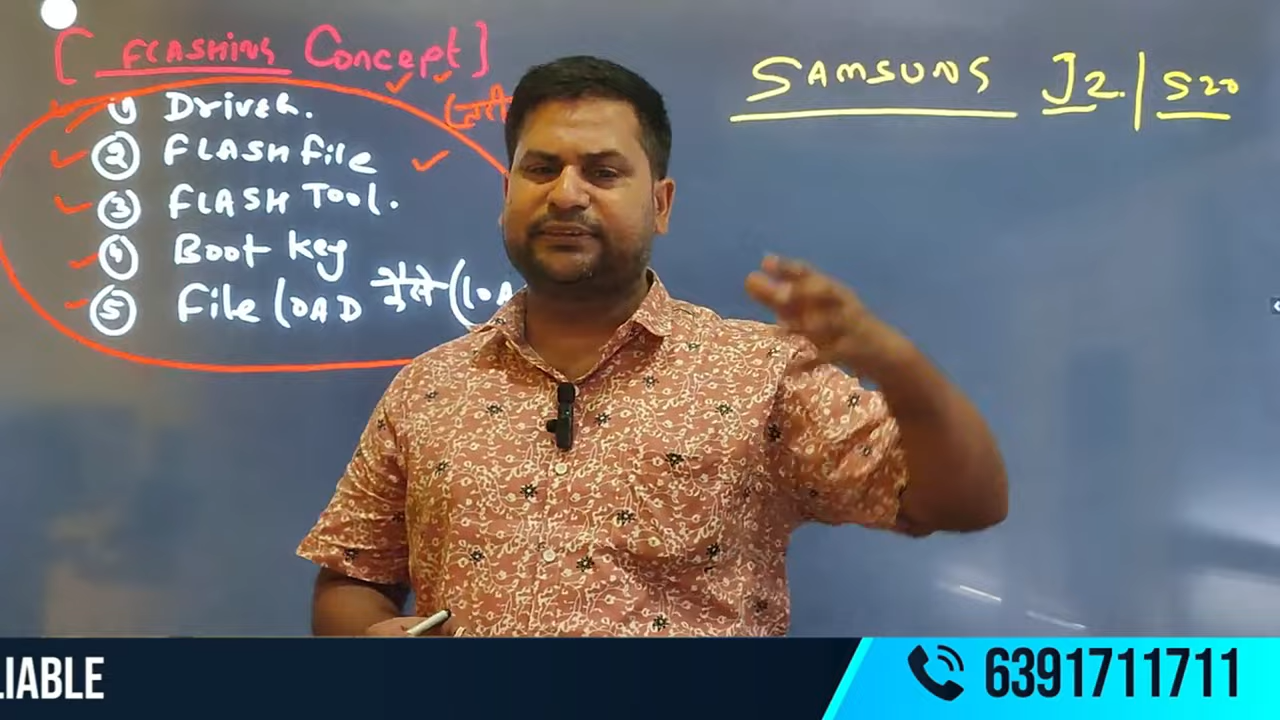 [ FLASHING Concept ]
1) Driver.
② FLASH file
③ FLASH TOOL.
④ Boot key
⑤ File LOAD कैसे (LOA
SAMSUNG J2 / S20
LIABLE
6391711711